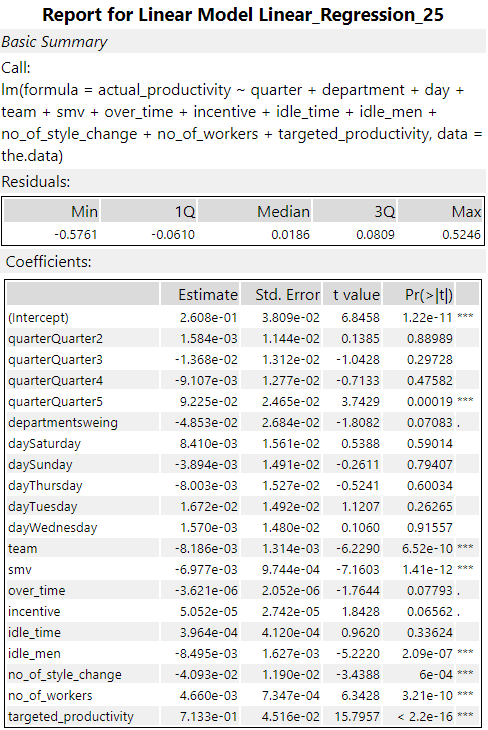 Report for Linear Model Linear_Regression_25
Basic Summary
Call:
lm(formula = actual_productivity ~ quarter + department + day +
team + smv + over_time + incentive + idle_time + idle_men +
no_of_style_change + no_of_workers + targeted_productivity, data =
the.data)
Residuals:
Min 1Q Median 3Q Max
-0.5761 -0.0610 0.0186 0.0809 0.5246
Coefficients:
Estimate Std. Error t value Pr(>|t|)
(Intercept) 2.608e-01 3.809e-02 6.8458 1.22e-11 ***
quarterQuarter2 1.584e-03 1.144e-02 0.1385 0.88989
quarterQuarter3 -1.368e-02 1.312e-02 -1.0428 0.29728
quarterQuarter4 -9.107e-03 1.277e-02 -0.7133 0.47582
quarterQuarter5 9.225e-02 2.465e-02 3.7429 0.00019 ***
departmentsweing -4.853e-02 2.684e-02 -1.8082 0.07083 .
daySaturday 8.410e-03 1.561e-02 0.5388 0.59014
daySunday -3.894e-03 1.491e-02 -0.2611 0.79407
dayThursday -8.003e-03 1.527e-02 -0.5241 0.60034
dayTuesday 1.672e-02 1.492e-02 1.1207 0.26265
dayWednesday 1.570e-03 1.480e-02 0.1060 0.91557
team -8.186e-03 1.314e-03 -6.2290 6.52e-10 ***
smv -6.977e-03 9.744e-04 -7.1603 1.41e-12 ***
over_time -3.621e-06 2.052e-06 -1.7644 0.07793 .
incentive 5.052e-05 2.742e-05 1.8428 0.06562 .
idle_time 3.964e-04 4.120e-04 0.9620 0.33624
idle_men -8.495e-03 1.627e-03 -5.2220 2.09e-07 ***
no_of_style_change -4.093e-02 1.190e-02 -3.4388 6e-04 ***
no_of_workers 4.660e-03 7.347e-04 6.3428 3.21e-10 ***
targeted_productivity 7.133e-01 4.516e-02 15.7957 < 2.2e-16 ***